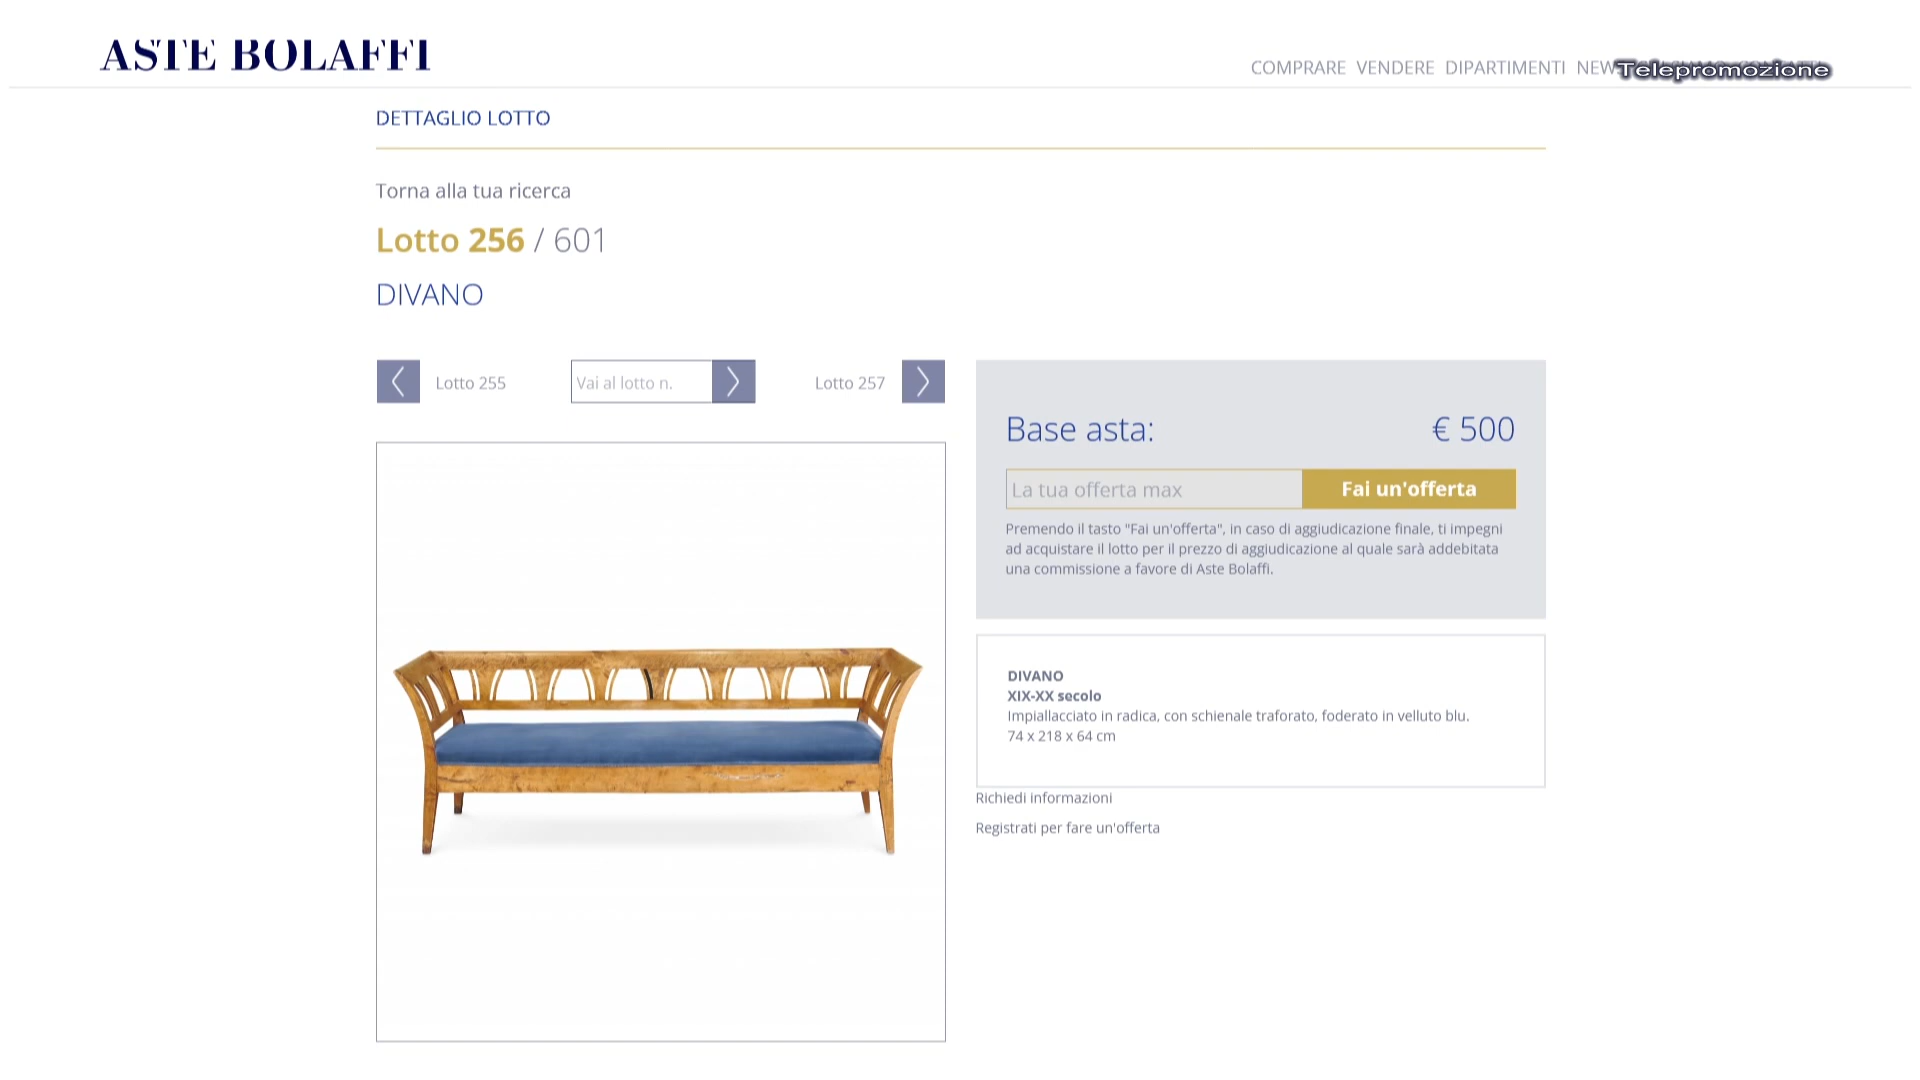 ASTE BOLAFFI
COMPRARE VENDERE DIPARTIMENTI NEW
Telepromozione
DETTAGLIO LOTTO
Torna alla tua ricerca
Lotto 256 / 601
DIVANO
Lotto 255
Vai al lotto n.
Lotto 257
Base asta: € 500
La tua offerta max
Fai un'offerta
Premendo il tasto "Fai un'offerta", in caso di aggiudicazione finale, ti impegni
ad acquistare il lotto per il prezzo di aggiudicazione al quale sarà addebitata
una commissione a favore di Aste Bolaffi.
DIVANO
XIX-XX secolo
Impiallacciato in radica, con schienale traforato, foderato in velluto blu.
74 x 218 x 64 cm
Richiedi informazioni
Registrati per fare un'offerta